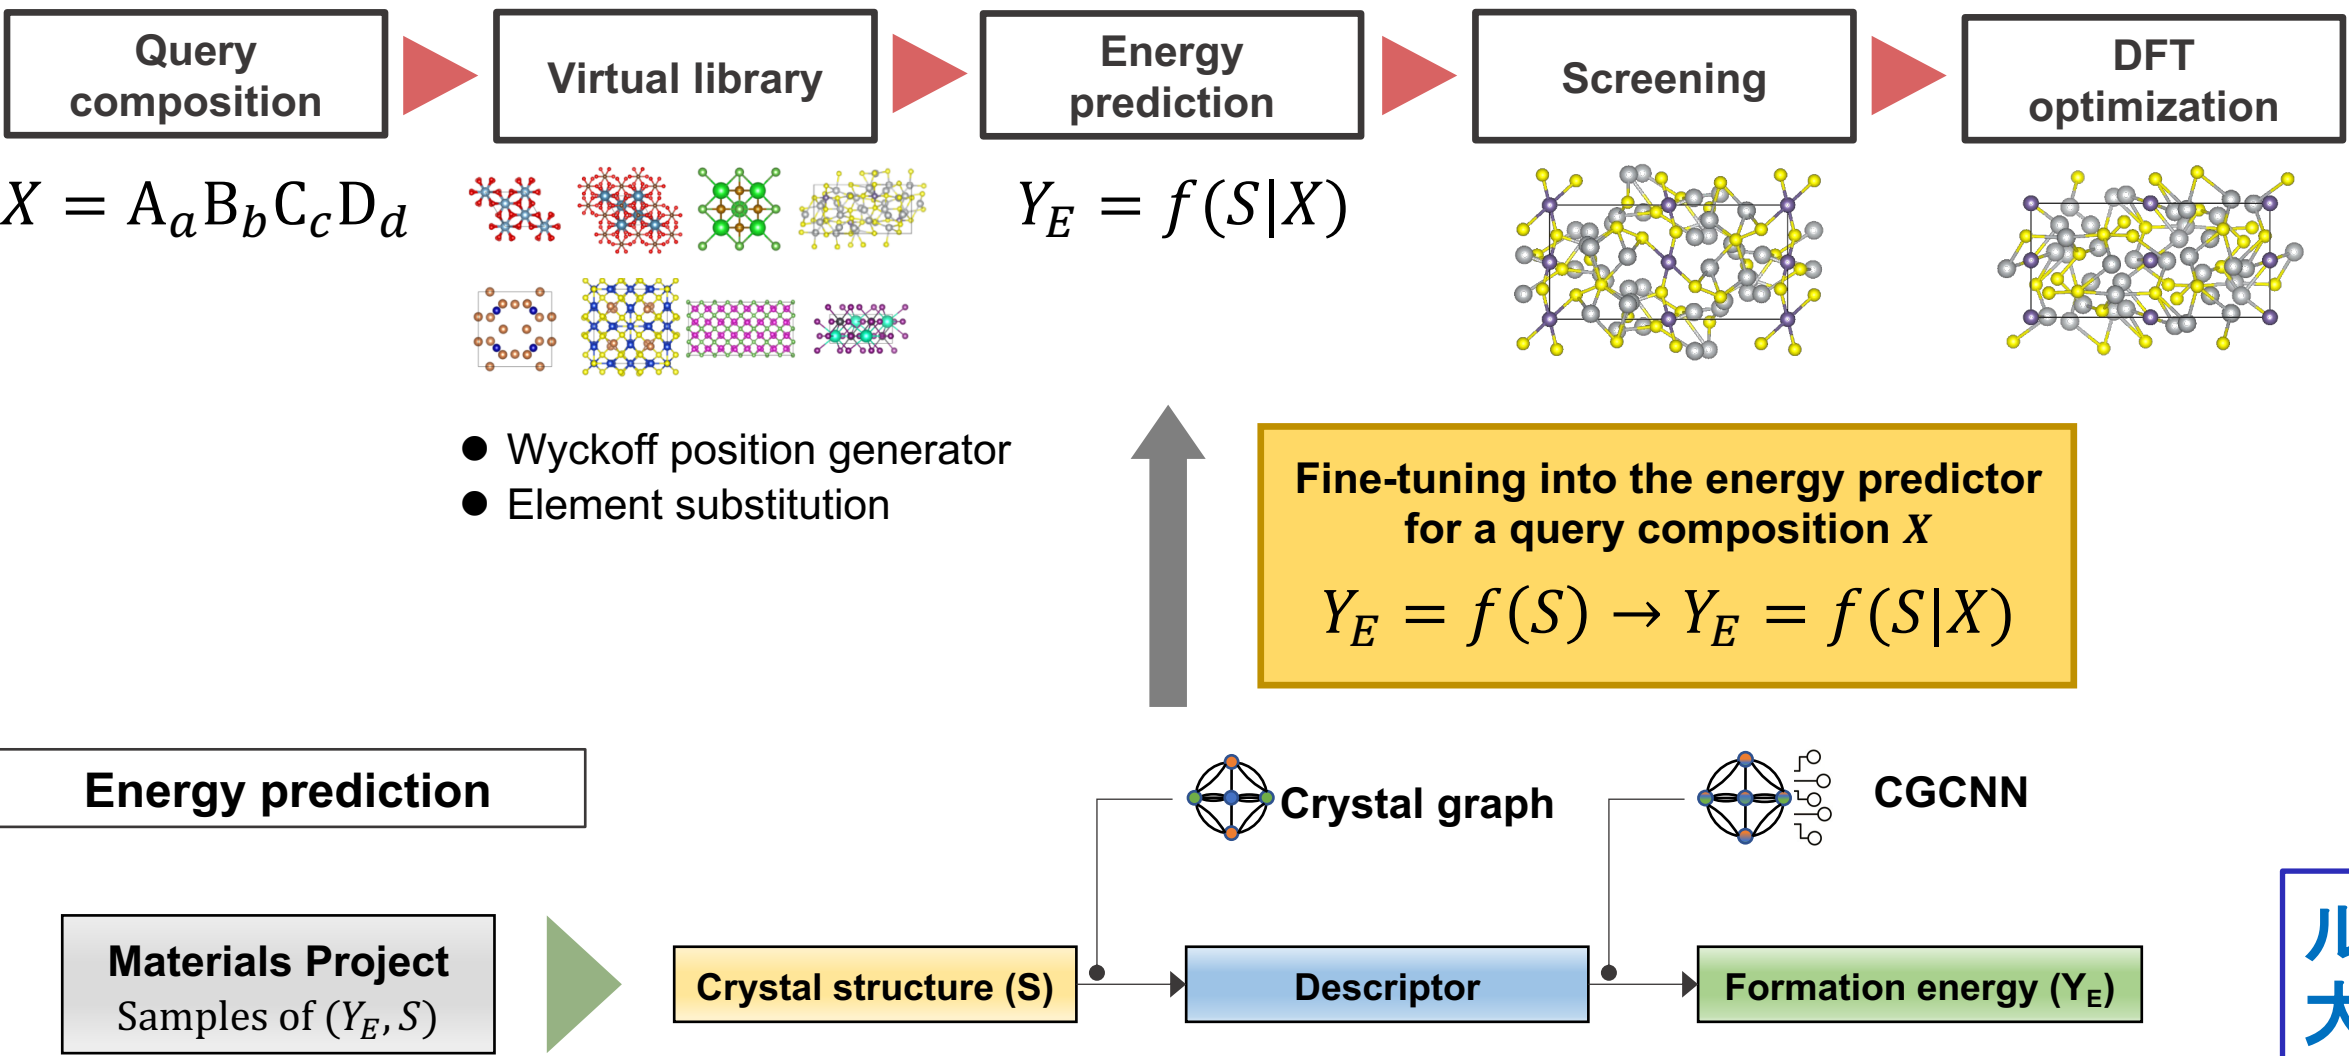 Query
composition
Virtual library
Energy
prediction
Screening
DFT
optimization
X = AₐB_bC_cD_d
Y_E = f(S|X)
● Wyckoff position generator
● Element substitution
Fine-tuning into the energy predictor
for a query composition X
Y_E = f(S) → Y_E = f(S|X)
Energy prediction
Crystal graph
CGCNN
Materials Project
Samples of (Y_E, S)
Crystal structure (S)
Descriptor
Formation energy (Y_E)